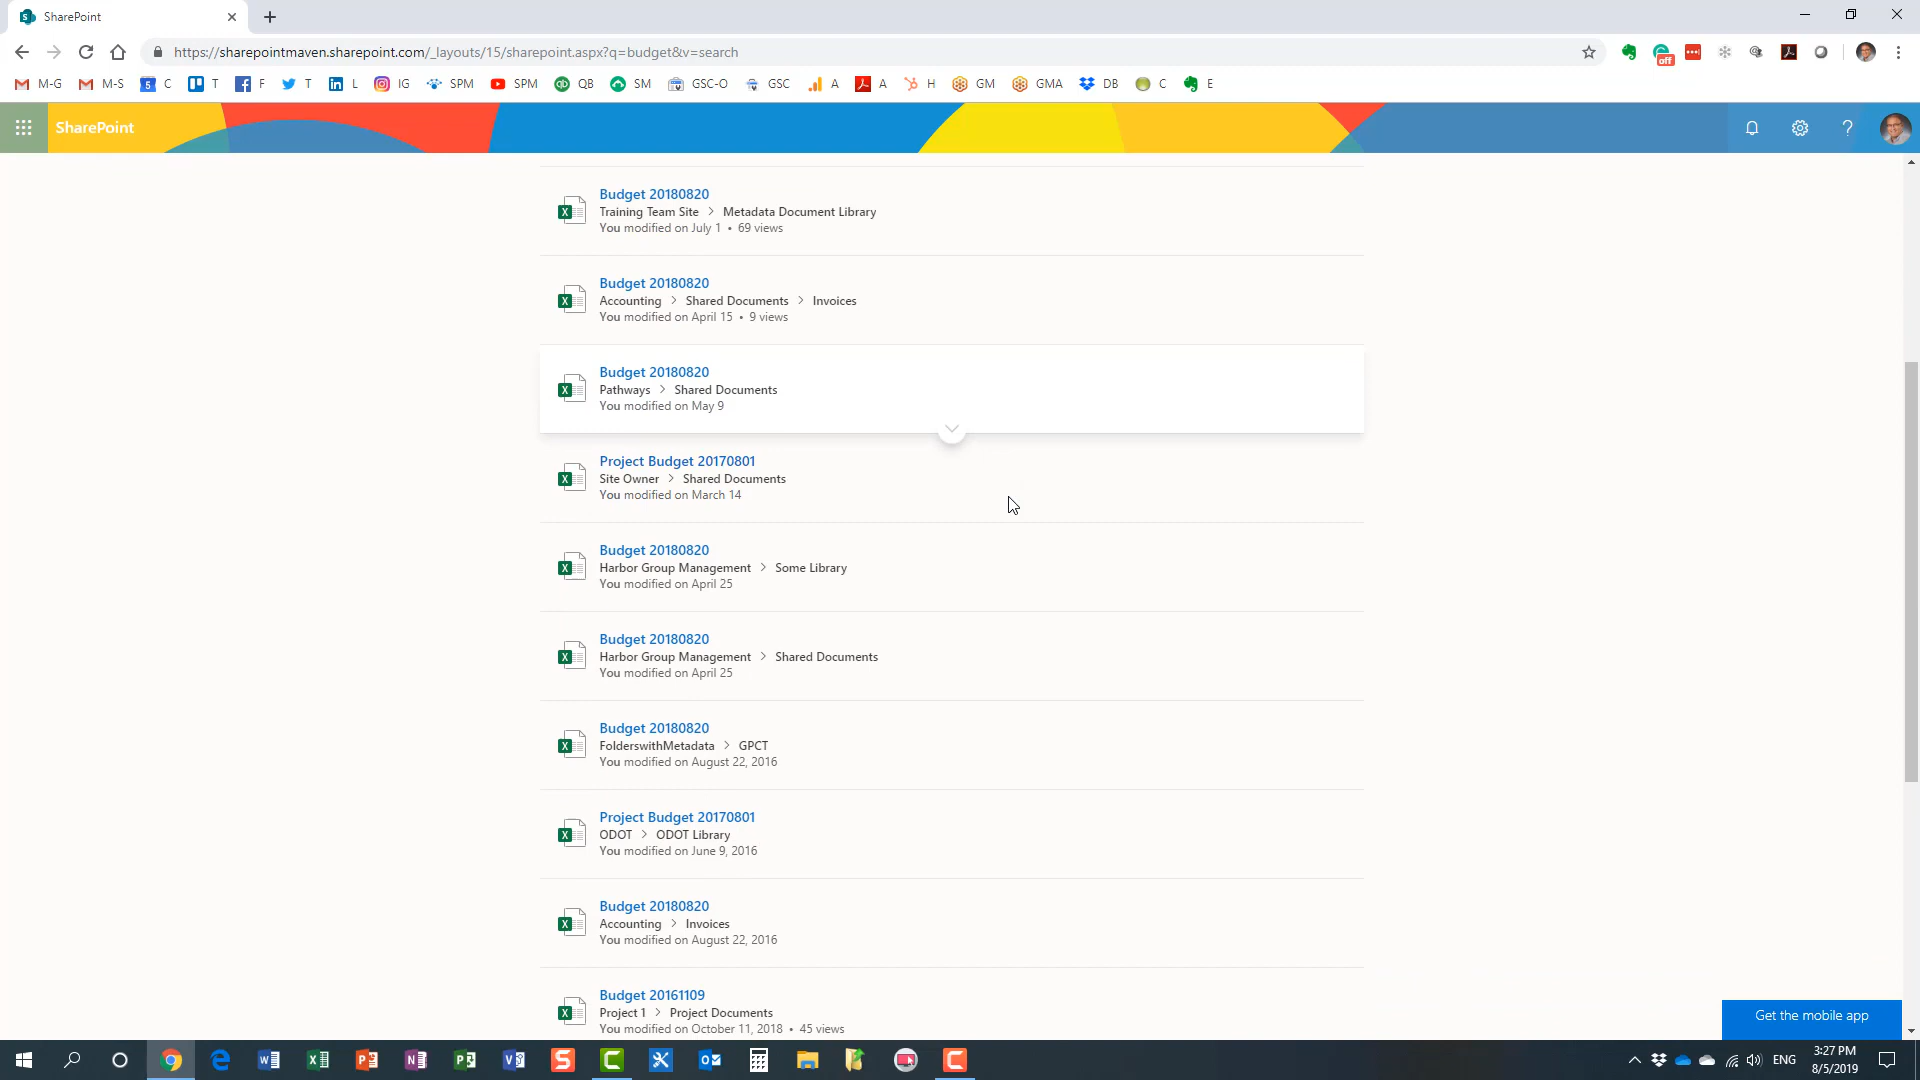 SharePoint
https://sharepointmaven.sharepoint.com/_layouts/15/sharepoint.aspx?q=budget&v=search
off
M-G M-S 5 C T F T L IG SPM SPM QB SM GSC-O GSC A A H GM GMA DB C E
SharePoint
Budget 20180820
Training Team Site > Metadata Document Library
You modified on July 1 • 69 views
Budget 20180820
Accounting > Shared Documents > Invoices
You modified on April 15 • 9 views
Budget 20180820
Pathways > Shared Documents
You modified on May 9
Project Budget 20170801
Site Owner > Shared Documents
You modified on March 14
Budget 20180820
Harbor Group Management > Some Library
You modified on April 25
Budget 20180820
Harbor Group Management > Shared Documents
You modified on April 25
Budget 20180820
FolderswithMetadata > GPCT
You modified on August 22, 2016
Project Budget 20170801
ODOT > ODOT Library
You modified on June 9, 2016
Budget 20180820
Accounting > Invoices
You modified on August 22, 2016
Budget 20161109
Project 1 > Project Documents
You modified on October 11, 2018 • 45 views
Get the mobile app
ENG
3:27 PM
8/5/2019